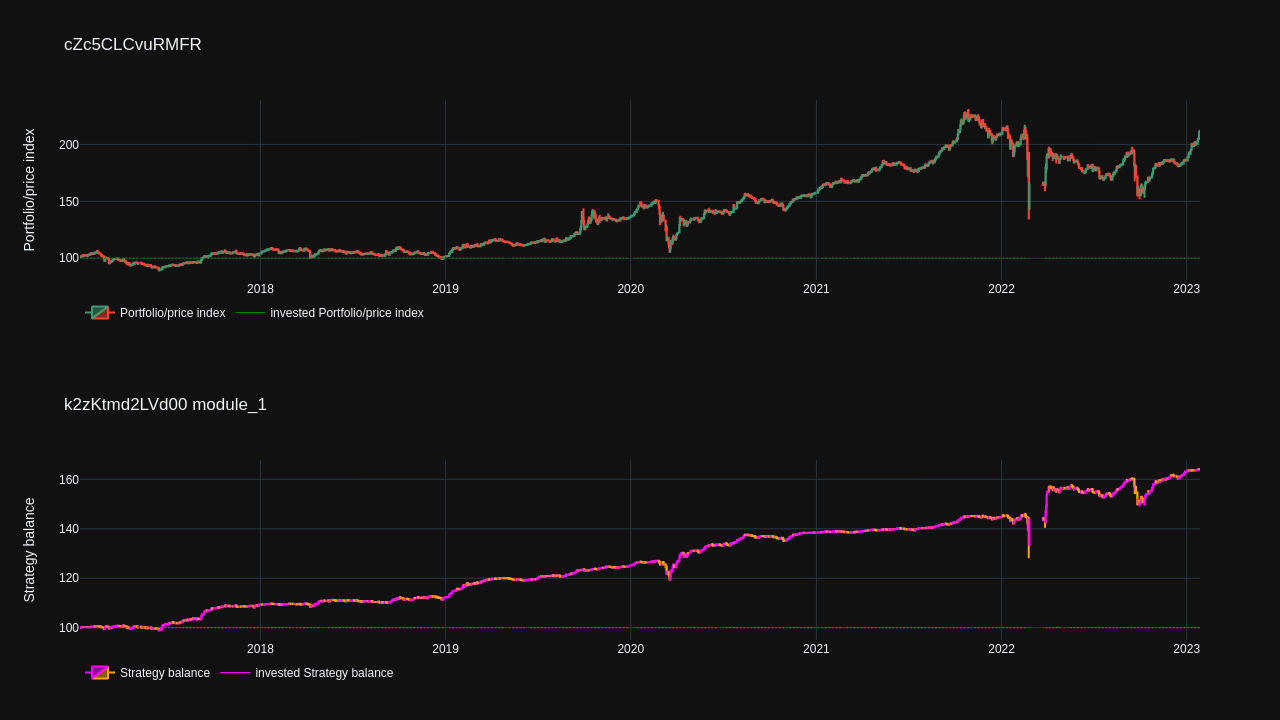 cZc5CLCvuRMFR
Portfolio/price index
200
150
100
2018 2019 2020 2021 2022 2023
Portfolio/price index invested Portfolio/price index
k2zKtmd2LVd00 module_1
Strategy balance
160
140
120
100
2018 2019 2020 2021 2022 2023
Strategy balance invested Strategy balance